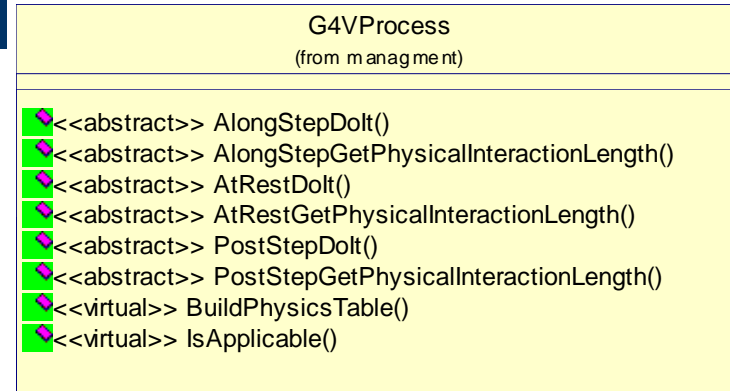 G4VProcess
(from managment)
<<abstract>> AlongStepDoIt()
<<abstract>> AlongStepGetPhysicalInteractionLength()
<<abstract>> AtRestDoIt()
<<abstract>> AtRestGetPhysicalInteractionLength()
<<abstract>> PostStepDoIt()
<<abstract>> PostStepGetPhysicalInteractionLength()
<<virtual>> BuildPhysicsTable()
<<virtual>> IsApplicable()